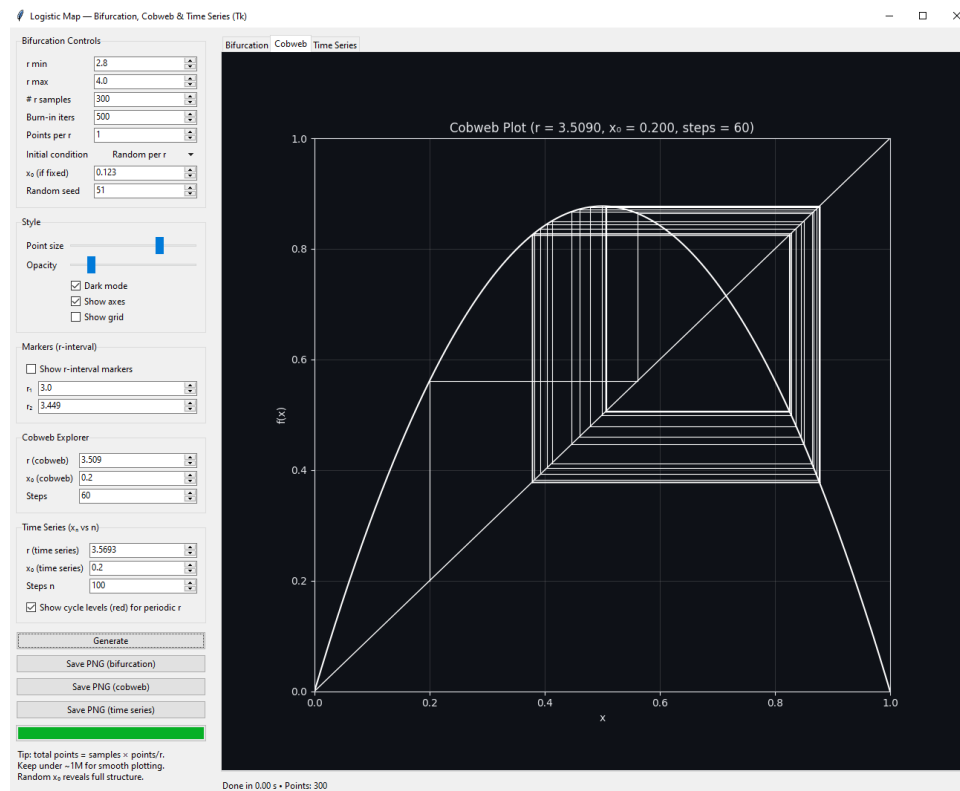 Logistic Map — Bifurcation, Cobweb & Time Series (Tk)
Bifurcation Controls
r min 2.8
r max 4.0
# r samples 300
Burn-in iters 500
Points per r 1
Initial condition Random per r
x₀ (if fixed) 0.123
Random seed 51
Style
Point size
Opacity
Dark mode
Show axes
Show grid
Markers (r-interval)
Show r-interval markers
r₁ 3.0
r₂ 3.449
Cobweb Explorer
r (cobweb) 3.509
x₀ (cobweb) 0.2
Steps 60
Time Series (xₙ vs n)
r (time series) 3.5693
x₀ (time series) 0.2
Steps n 100
Show cycle levels (red) for periodic r
Generate
Save PNG (bifurcation)
Save PNG (cobweb)
Save PNG (time series)
Tip: total points = samples × points/r.
Keep under ~1M for smooth plotting.
Random x₀ reveals full structure.
Bifurcation Cobweb Time Series
Cobweb Plot (r = 3.5090, x₀ = 0.200, steps = 60)
1.0
0.8
0.6
f(x)
0.4
0.2
0.0
0.0 0.2 0.4 0.6 0.8 1.0
x
Done in 0.00 s • Points: 300